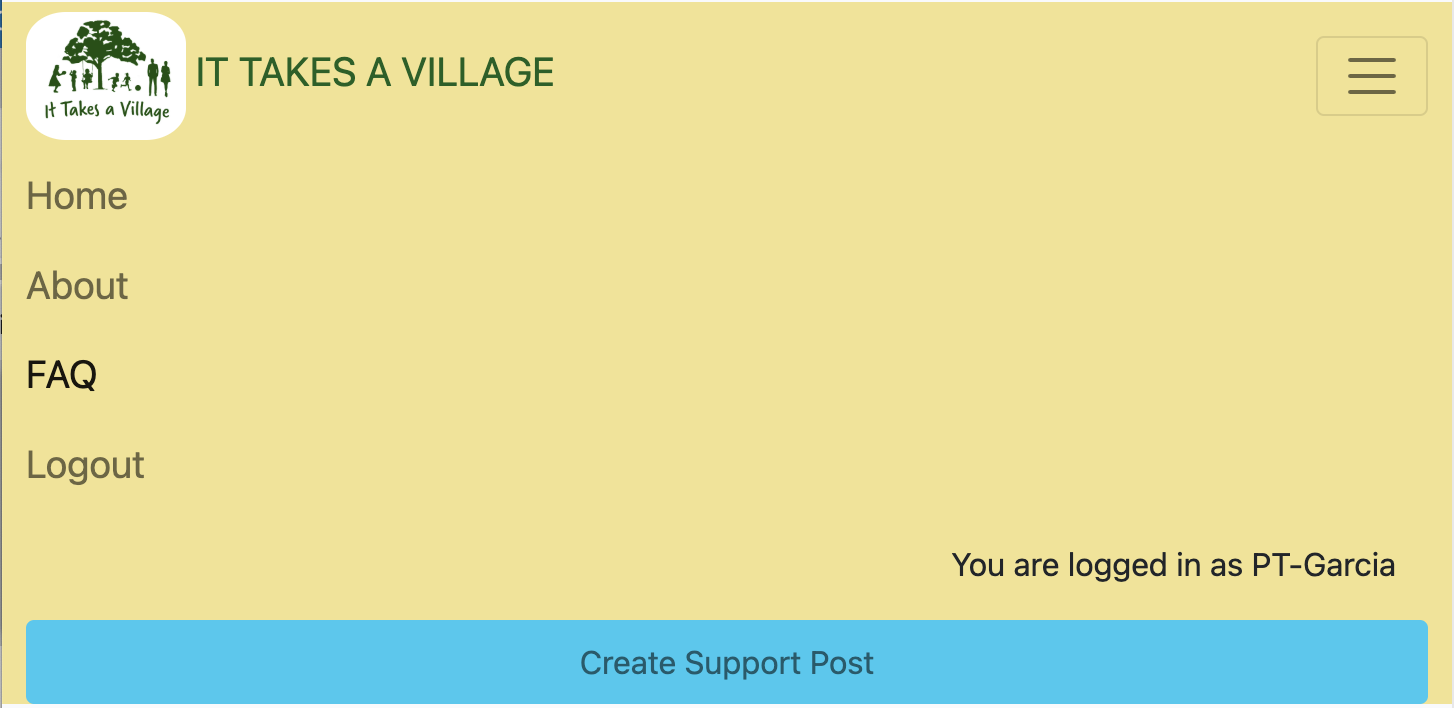 It Takes a Village
IT TAKES A VILLAGE
Home
About
FAQ
Logout
You are logged in as PT-Garcia
Create Support Post